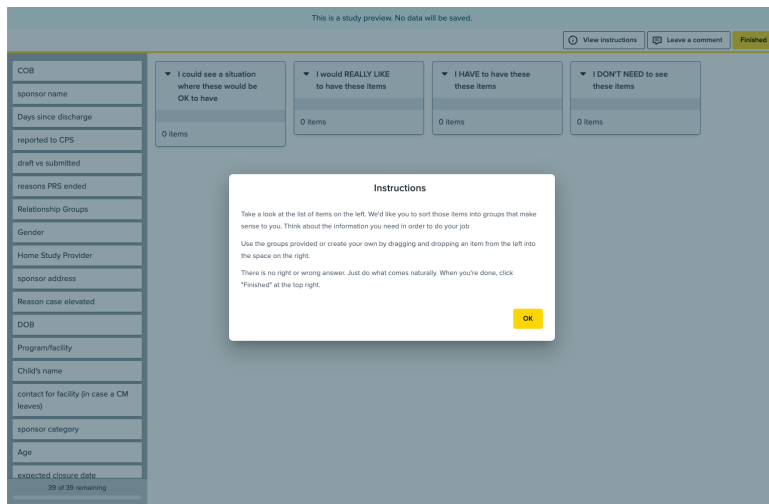 This is a study preview. No data will be saved.
View instructions
Leave a comment
Finished
COB
sponsor name
Days since discharge
reported to CPS
draft vs submitted
reasons PRS ended
Relationship Groups
Gender
Home Study Provider
sponsor address
Reason case elevated
DOB
Program/facility
Child's name
contact for facility (in case a CM
leaves)
sponsor category
Age
expected closure date
39 of 39 remaining
I could see a situation
where these would be
OK to have
0 items
I would REALLY LIKE
to have these items
0 items
I HAVE to have these
these items
0 items
I DON'T NEED to see
these items
0 items
Instructions
Take a look at the list of items on the left. We'd like you to sort those items into groups that make
sense to you. Think about the information you need in order to do your job
Use the groups provided or create your own by dragging and dropping an item from the left into
the space on the right.
There is no right or wrong answer. Just do what comes naturally. When you're done, click
"Finished" at the top right.
OK